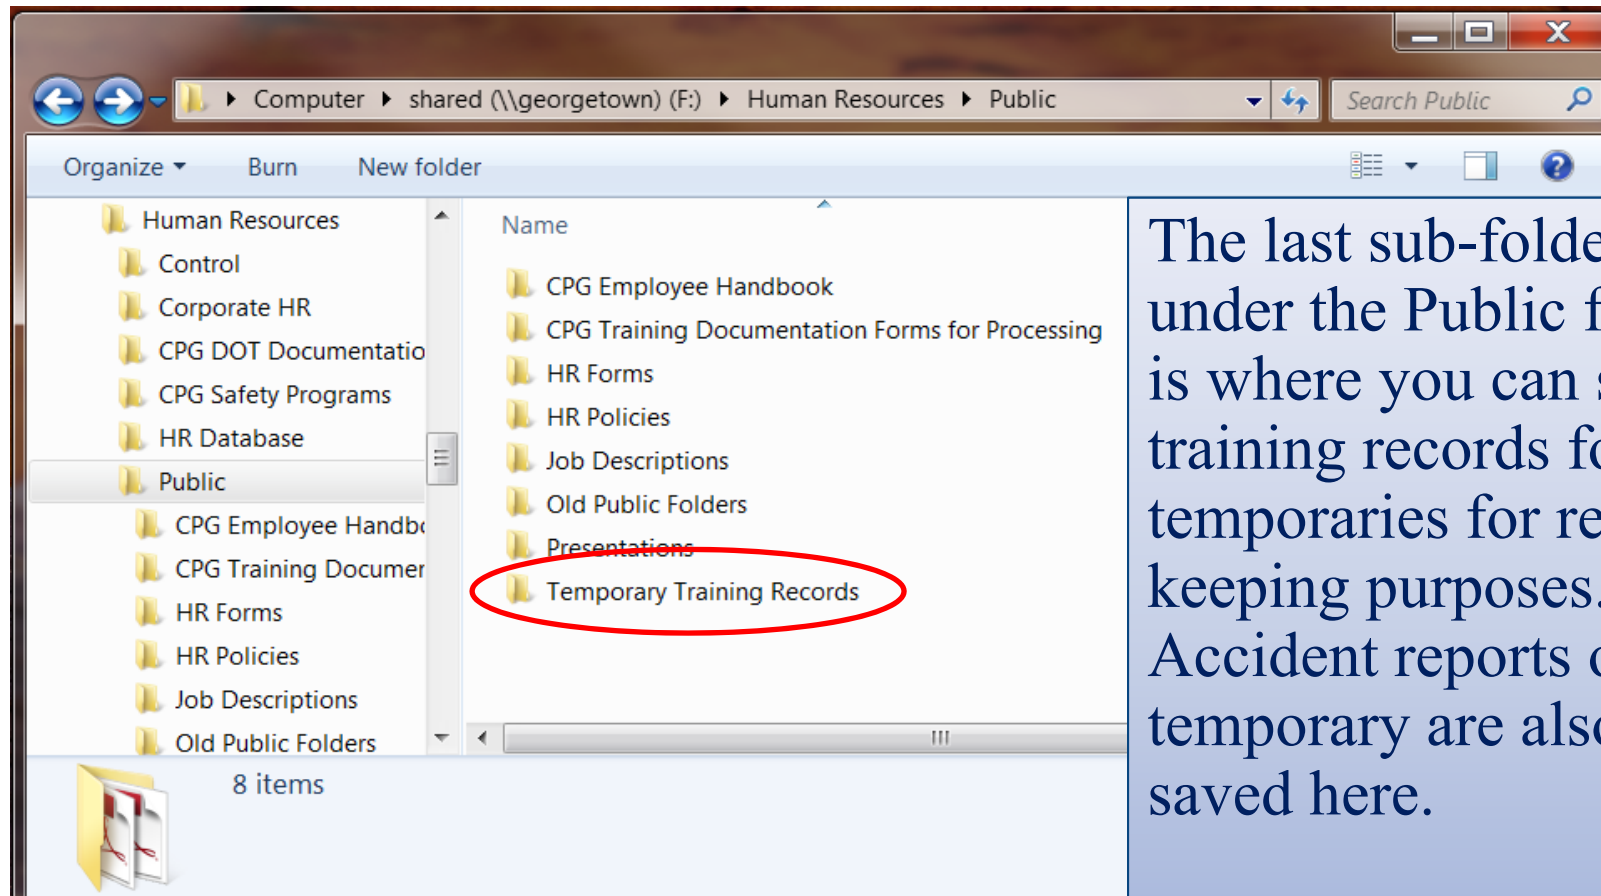 Computer ▸ shared (\\georgetown) (F:) ▸ Human Resources ▸ Public
Search Public
Organize Burn New folder
Human Resources
Control
Corporate HR
CPG DOT Documentatio
CPG Safety Programs
HR Database
Public
CPG Employee Handb
CPG Training Documen
HR Forms
HR Policies
Job Descriptions
Old Public Folders
Name
CPG Employee Handbook
CPG Training Documentation Forms for Processing
HR Forms
HR Policies
Job Descriptions
Old Public Folders
Presentations
Temporary Training Records
The last sub-folde
under the Public f
is where you can s
training records fo
temporaries for re
keeping purposes.
Accident reports o
temporary are also
saved here.
8 items